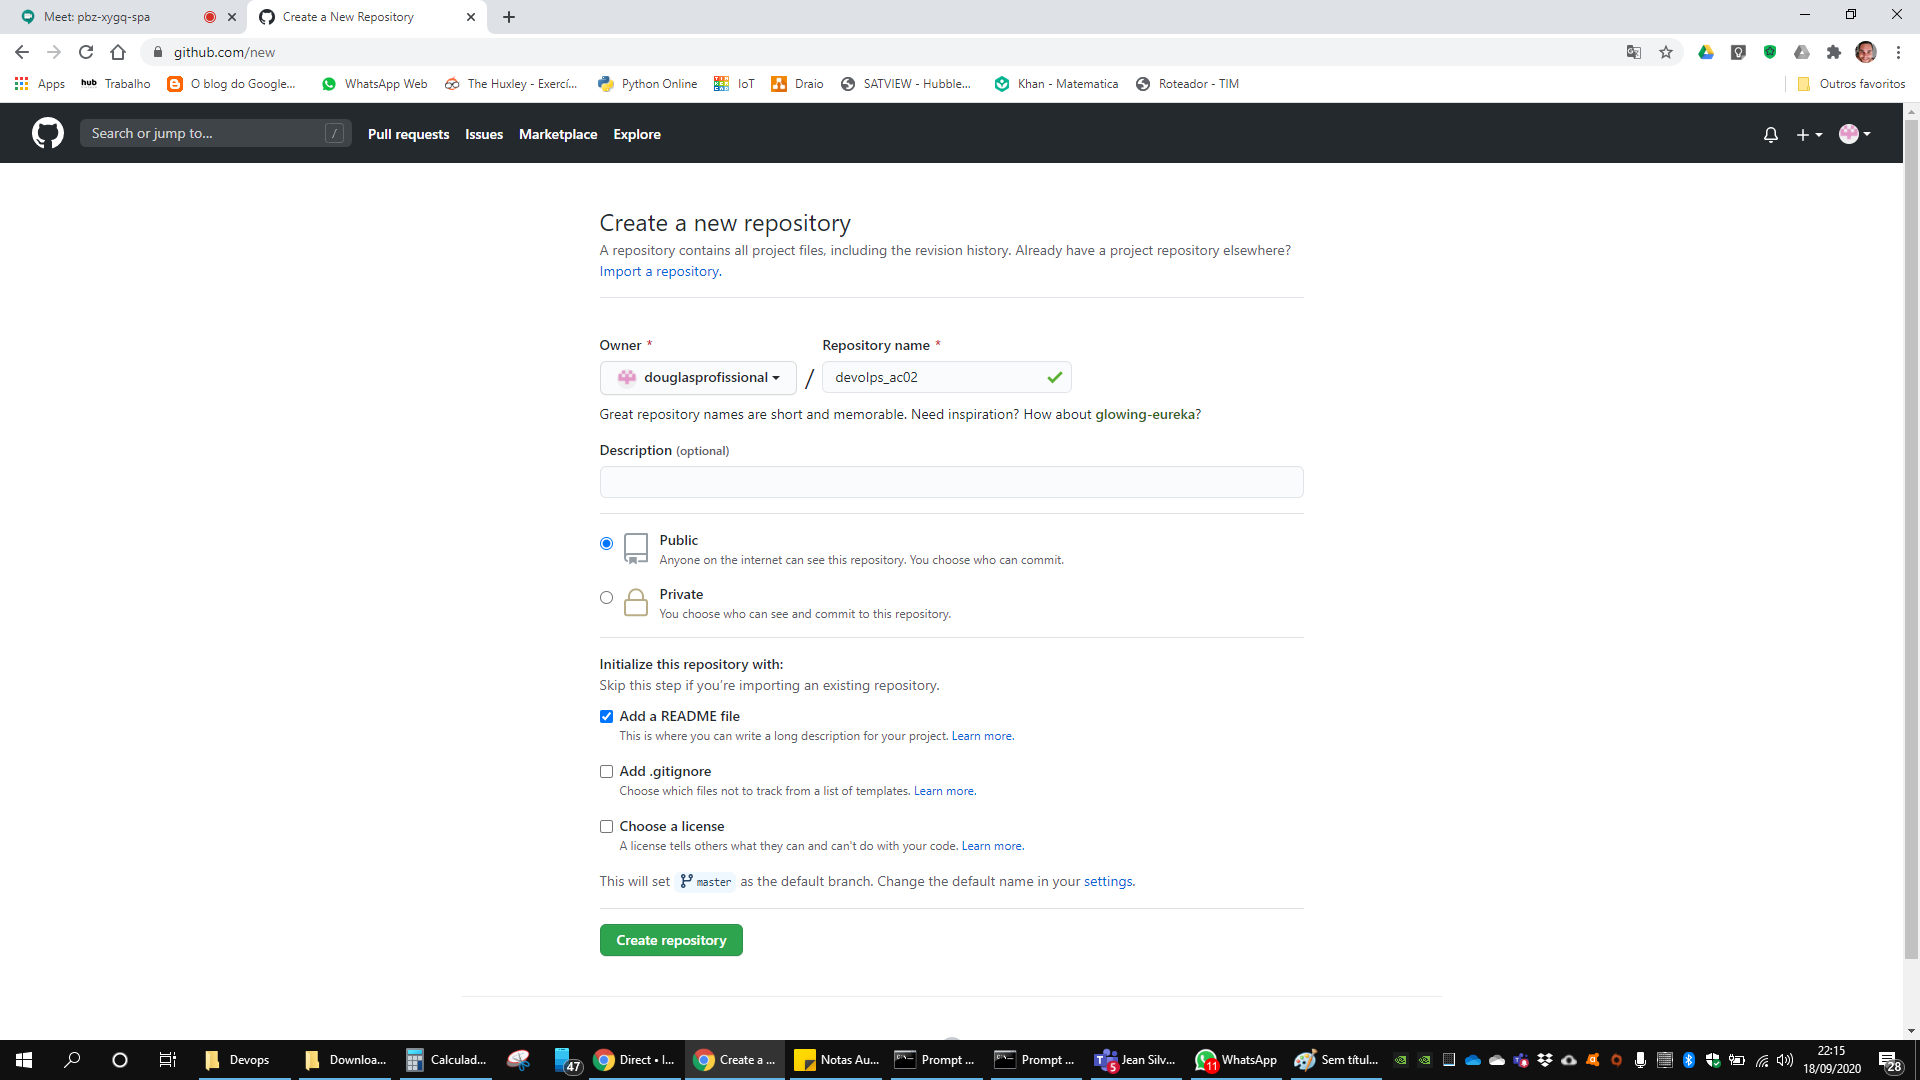 Meet: pbz-xygq-spa
Create a New Repository
github.com/new
Apps
hub Trabalho
O blog do Google...
WhatsApp Web
The Huxley - Exercí...
Python Online
IoT
Draio
SATVIEW - Hubble...
Khan - Matematica
Roteador - TIM
Outros favoritos
Search or jump to... /
Pull requests
Issues
Marketplace
Explore
Create a new repository
A repository contains all project files, including the revision history. Already have a project repository elsewhere?
Import a repository.
Owner *
Repository name *
douglasprofissional / devolps_ac02
Great repository names are short and memorable. Need inspiration? How about glowing-eureka?
Description (optional)
Public
Anyone on the internet can see this repository. You choose who can commit.
Private
You choose who can see and commit to this repository.
Initialize this repository with:
Skip this step if you're importing an existing repository.
Add a README file
This is where you can write a long description for your project. Learn more.
Add .gitignore
Choose which files not to track from a list of templates. Learn more.
Choose a license
A license tells others what they can and can't do with your code. Learn more.
This will set master as the default branch. Change the default name in your settings.
Create repository
Devops
Downloa...
Calculad...
47
Direct • I...
Create a ...
Notas Au...
Prompt ...
Prompt ...
5 Jean Silv...
11 WhatsApp
Sem títul...
22:15
18/09/2020
28